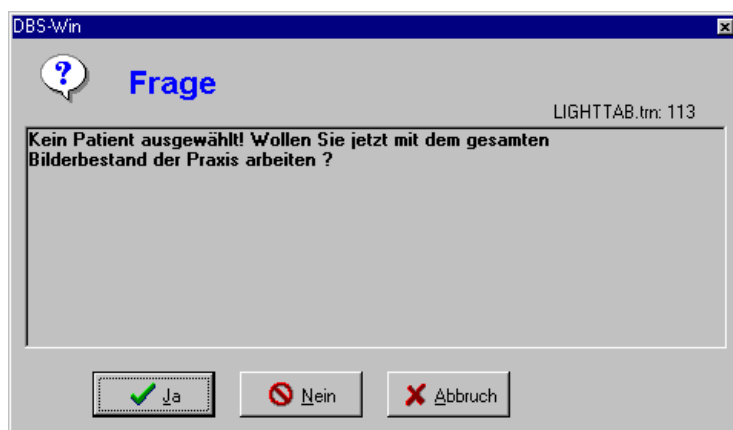 DBS-Win
Frage
LIGHTTAB.trn: 113
Kein Patient ausgewählt! Wollen Sie jetzt mit dem gesamten
Bilderbestand der Praxis arbeiten ?
Ja
Nein
Abbruch